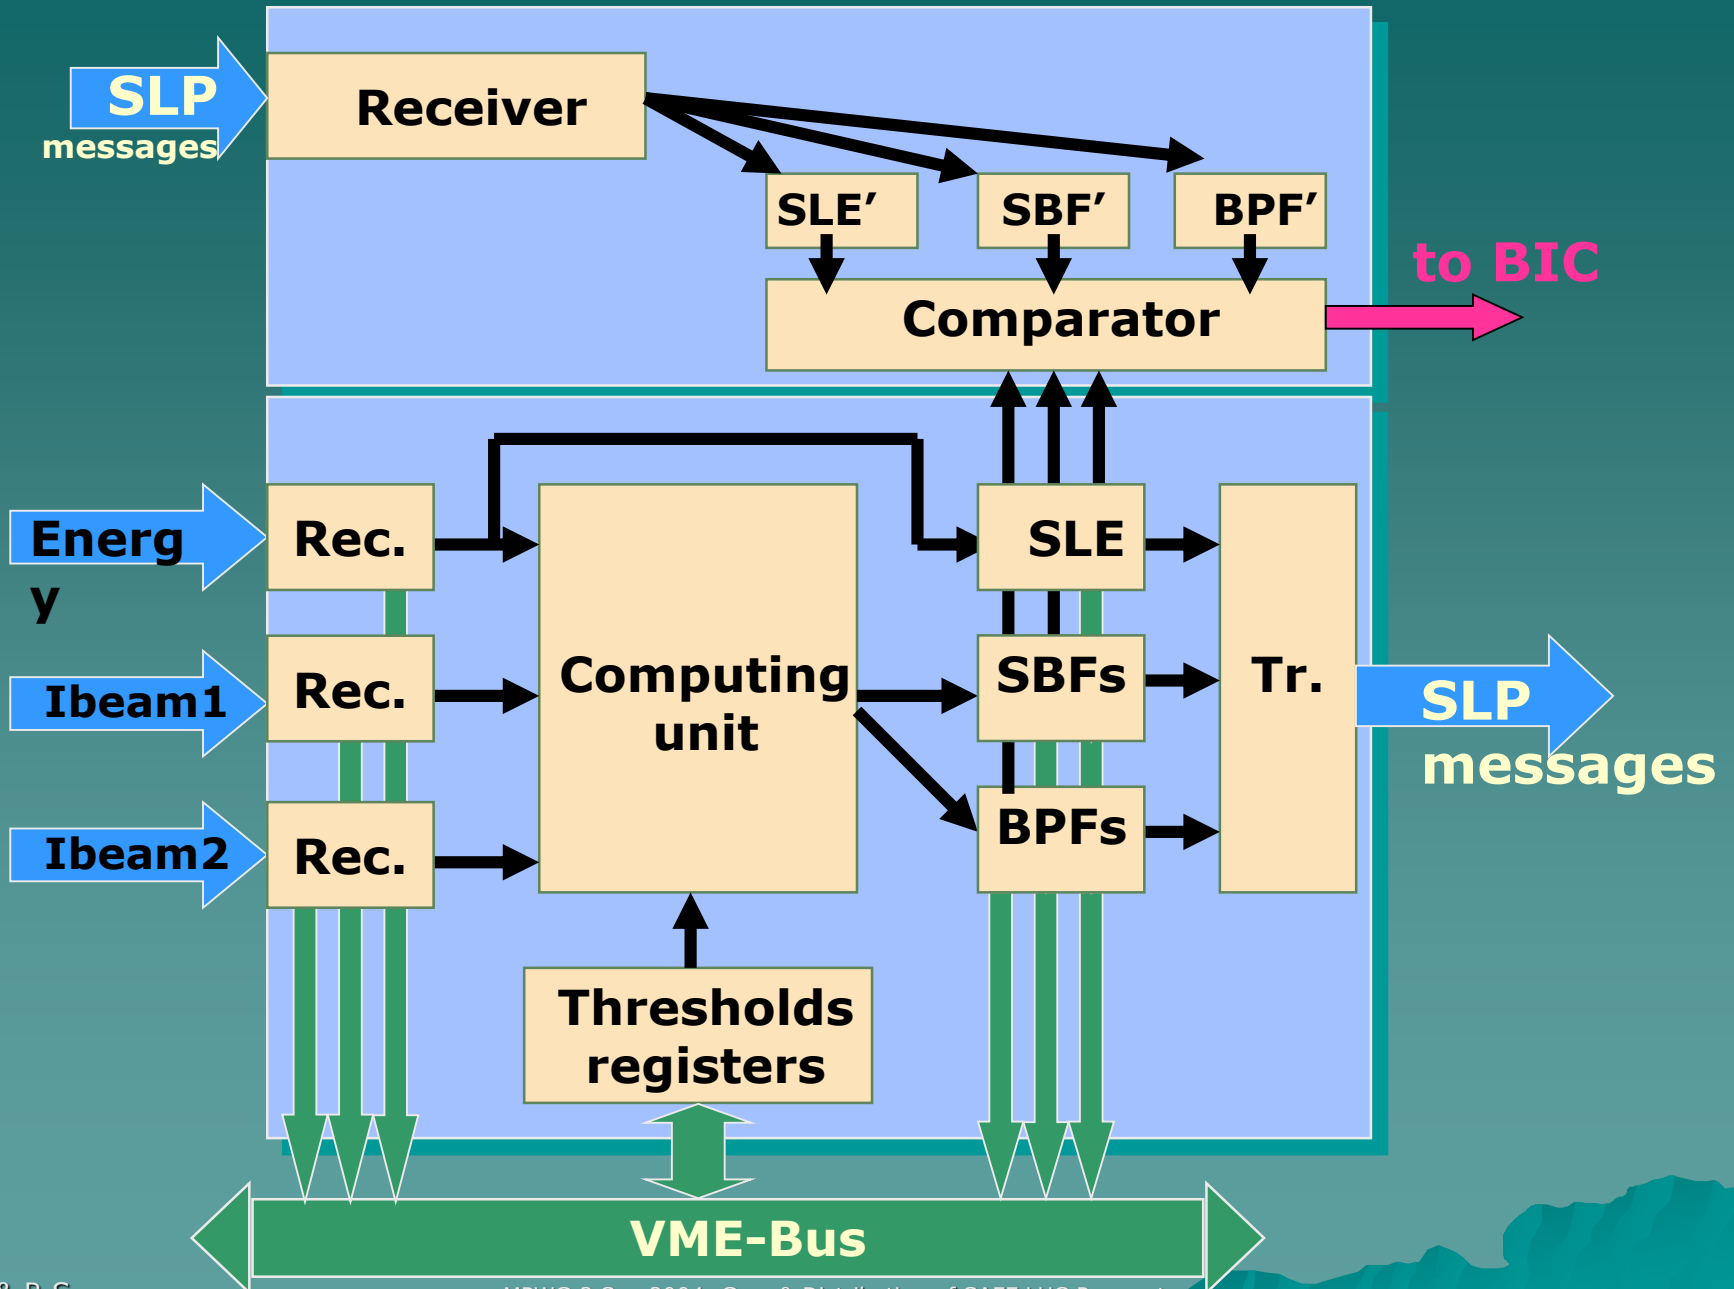 SLP
messages
Receiver
SLE’
SBF’
BPF’
to BIC
Comparator
Energ
y
Rec.
SLE
Ibeam1
Rec.
Computing
unit
SBFs
Tr.
SLP
messages
Ibeam2
Rec.
BPFs
Thresholds
registers
VME-Bus